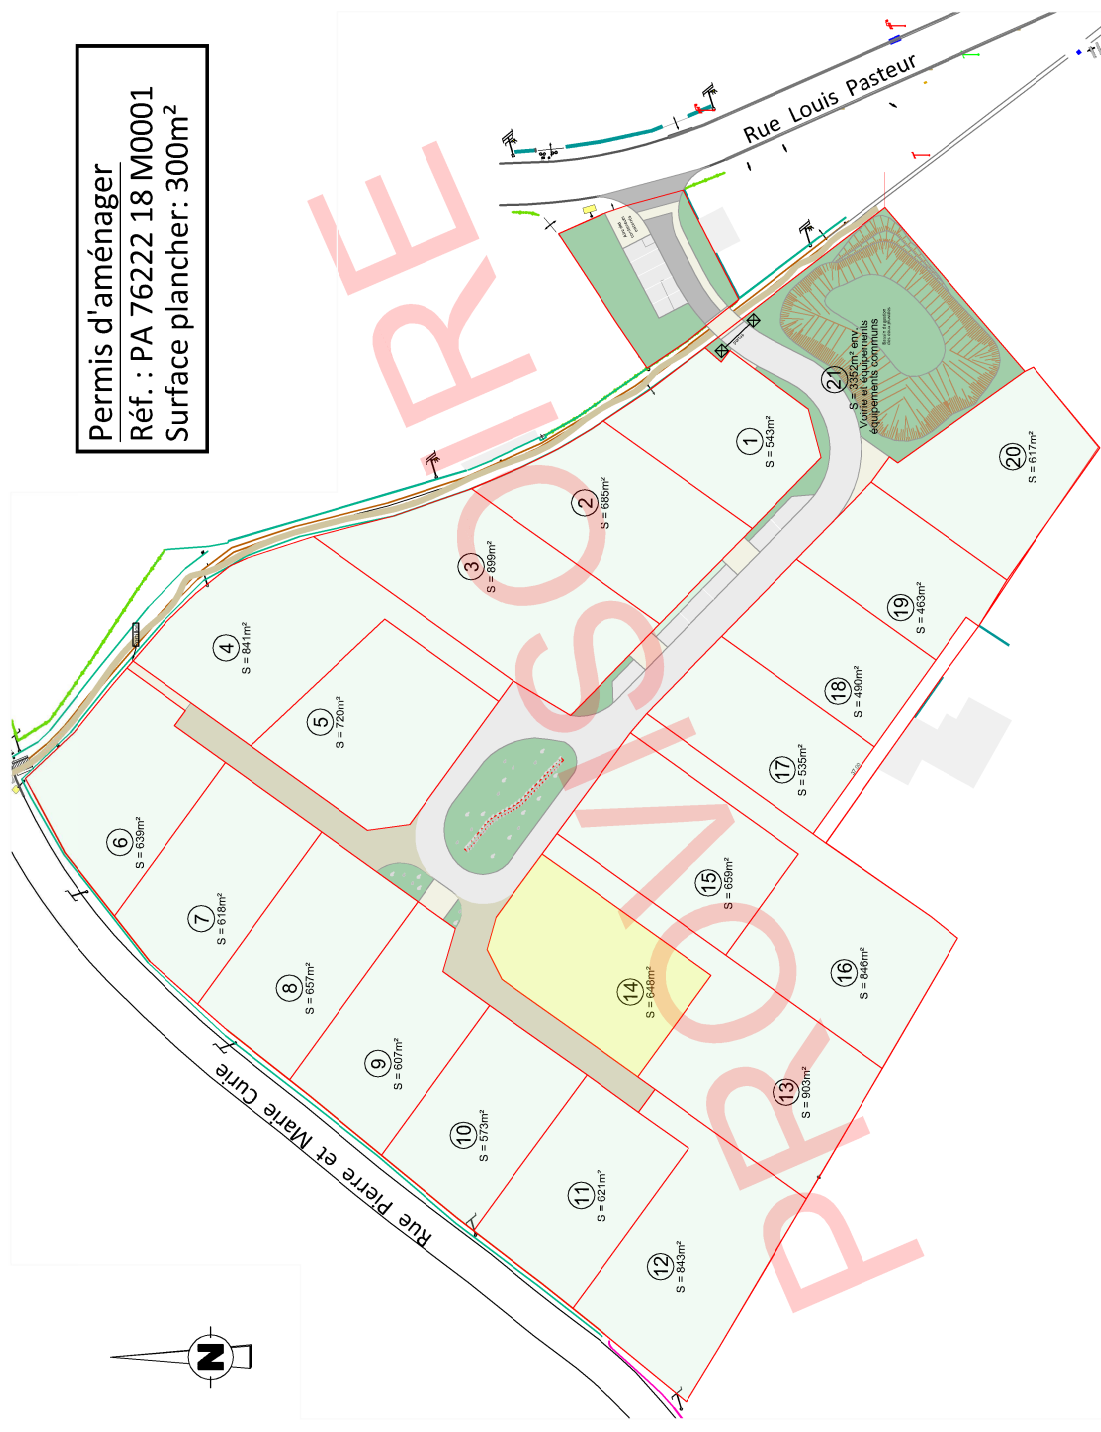 Permis d'aménager
Réf. : PA 76222 18 M0001
Surface plancher: 300m²
Rue Louis Pasteur
Rue Pierre et Marie Curie
PROVISOIRE
1
S = 543m²
2
S = 685m²
3
S = 899m²
4
S = 841m²
5
S = 720m²
6
S = 639m²
7
S = 618m²
8
S = 657m²
9
S = 607m²
10
S = 573m²
11
S = 621m²
12
S = 843m²
13
S = 903m²
14
S = 648m²
15
S = 659m²
16
S = 846m²
17
S = 535m²
18
S = 490m²
19
S = 463m²
20
S = 617m²
21
S = 3352m² env.
Voirie et équipements
équipements communs
N